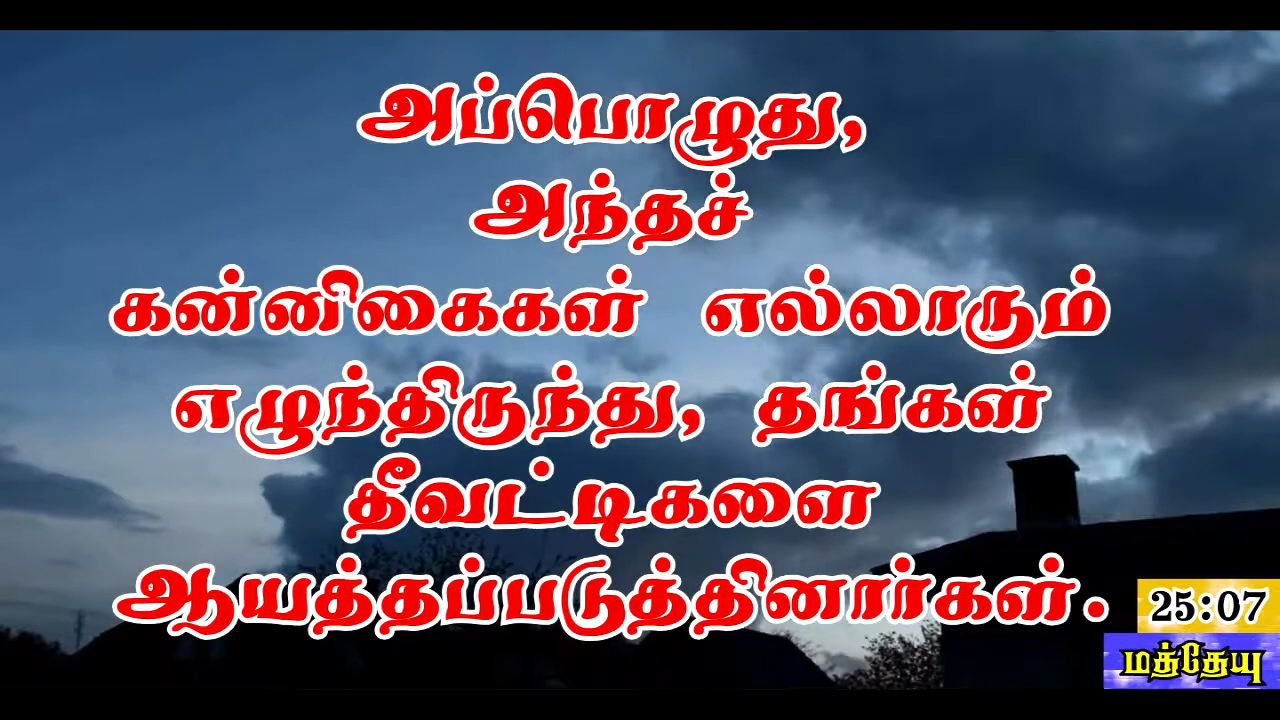 அப்பொழுது,
அந்தச்
கன்னிகைகள் எல்லாரும்
எழுந்திருந்து, தங்கள்
தீவட்டிகளை
ஆயத்தப்படுத்தினார்கள்.
25:07
மத்தேயு